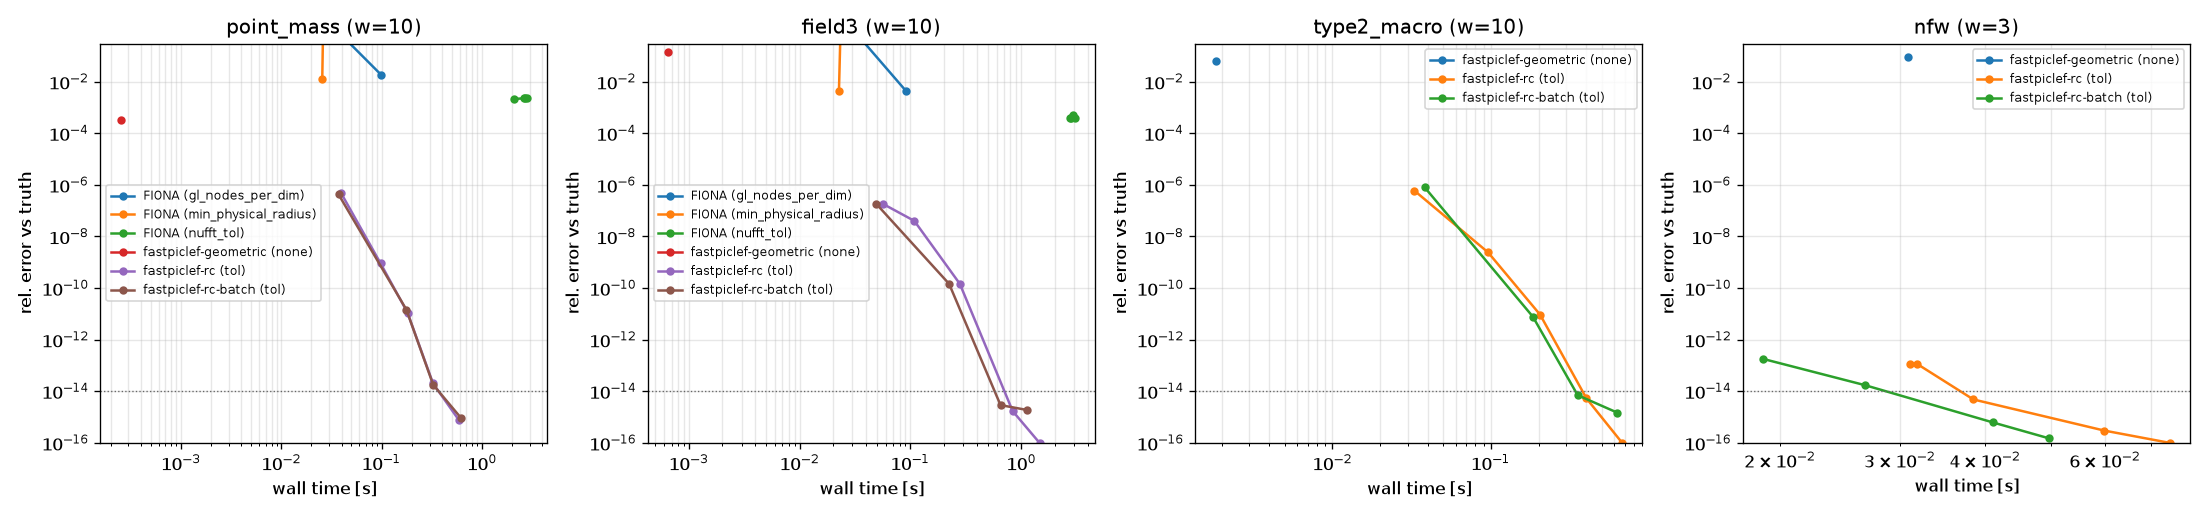 point_mass (w=10)
rel. error vs truth
10⁻²
10⁻⁴
10⁻⁶
10⁻⁸
10⁻¹⁰
10⁻¹²
10⁻¹⁴
10⁻¹⁶
FIONA (gl_nodes_per_dim)
FIONA (min_physical_radius)
FIONA (nufft_tol)
fastpiclef-geometric (none)
fastpiclef-rc (tol)
fastpiclef-rc-batch (tol)
10⁻³ 10⁻² 10⁻¹ 10⁰
wall time [s]
field3 (w=10)
rel. error vs truth
10⁻²
10⁻⁴
10⁻⁶
10⁻⁸
10⁻¹⁰
10⁻¹²
10⁻¹⁴
10⁻¹⁶
FIONA (gl_nodes_per_dim)
FIONA (min_physical_radius)
FIONA (nufft_tol)
fastpiclef-geometric (none)
fastpiclef-rc (tol)
fastpiclef-rc-batch (tol)
10⁻³ 10⁻² 10⁻¹ 10⁰
wall time [s]
type2_macro (w=10)
rel. error vs truth
10⁻²
10⁻⁴
10⁻⁶
10⁻⁸
10⁻¹⁰
10⁻¹²
10⁻¹⁴
10⁻¹⁶
fastpiclef-geometric (none)
fastpiclef-rc (tol)
fastpiclef-rc-batch (tol)
10⁻² 10⁻¹
wall time [s]
nfw (w=3)
rel. error vs truth
10⁻²
10⁻⁴
10⁻⁶
10⁻⁸
10⁻¹⁰
10⁻¹²
10⁻¹⁴
10⁻¹⁶
fastpiclef-geometric (none)
fastpiclef-rc (tol)
fastpiclef-rc-batch (tol)
2 × 10⁻² 3 × 10⁻² 4 × 10⁻² 6 × 10⁻²
wall time [s]